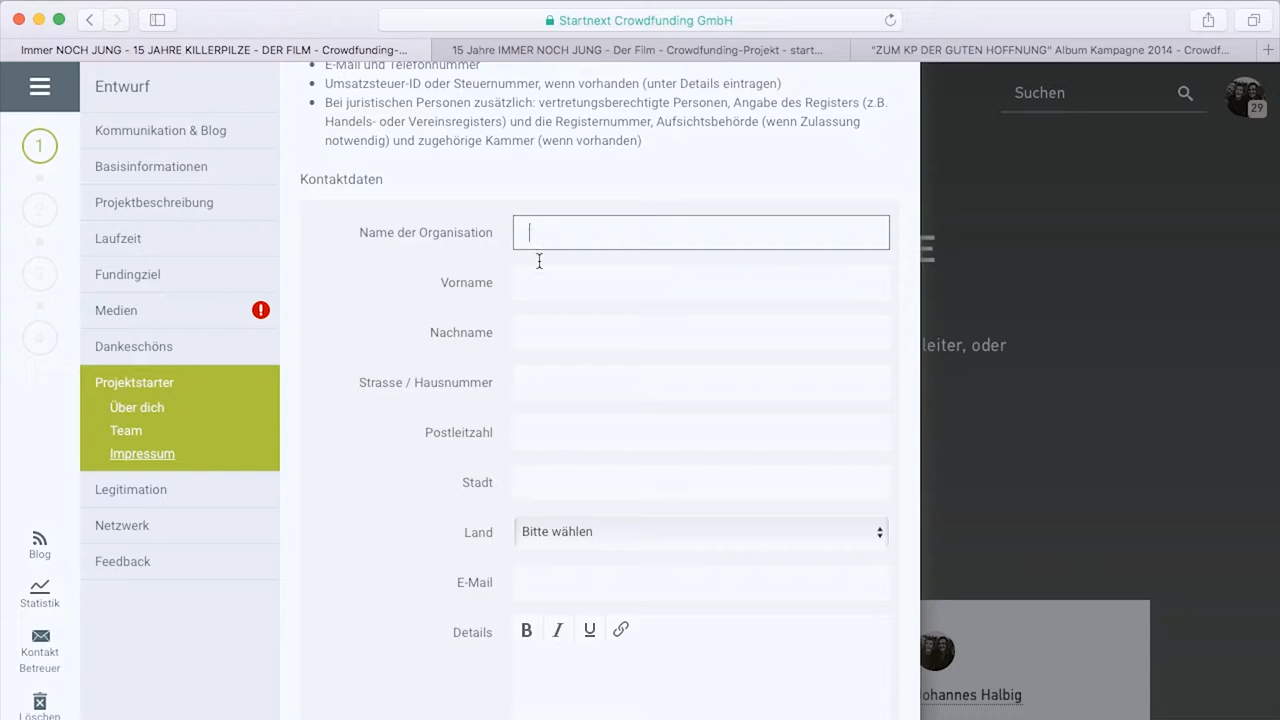 Startnext Crowdfunding GmbH
Immer NOCH JUNG - 15 JAHRE KILLERPILZE - DER FILM - Crowdfunding-...
15 Jahre IMMER NOCH JUNG - Der Film - Crowdfunding-Projekt - start...
"ZUM KP DER GUTEN HOFFNUNG" Album Kampagne 2014 - Crowdf...
Entwurf
Kommunikation & Blog
Basisinformationen
Projektbeschreibung
Laufzeit
Fundingziel
Medien
Dankeschöns
Projektstarter
Über dich
Team
Impressum
Legitimation
Netzwerk
Feedback
1
2
3
4
Blog
Statistik
Kontakt
Betreuer
Löschen
E-Mail und Telefonnummer
Umsatzsteuer-ID oder Steuernummer, wenn vorhanden (unter Details eintragen)
Bei juristischen Personen zusätzlich: vertretungsberechtigte Personen, Angabe des Registers (z.B.
Handels- oder Vereinsregisters) und die Registernummer, Aufsichtsbehörde (wenn Zulassung
notwendig) und zugehörige Kammer (wenn vorhanden)
Kontaktdaten
Name der Organisation
Vorname
Nachname
Strasse / Hausnummer
Postleitzahl
Stadt
Land
Bitte wählen
E-Mail
Details
B I U
Suchen
29
leiter, oder
ohannes Halbig